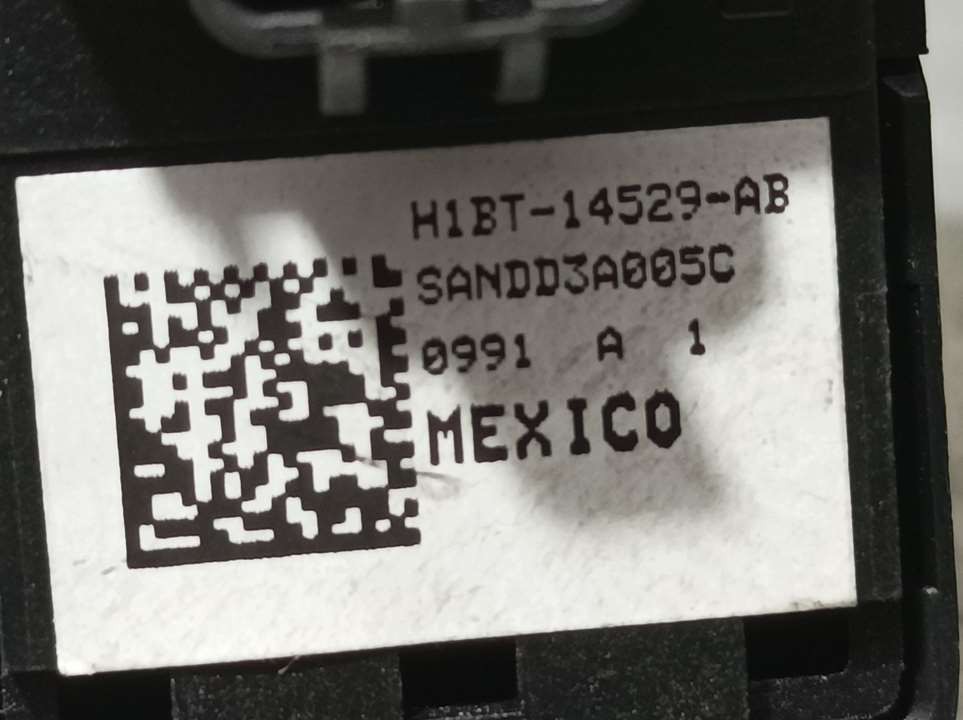 H1BT-14529-AB
SANDD3A005C
0991 A 1
MEXICO